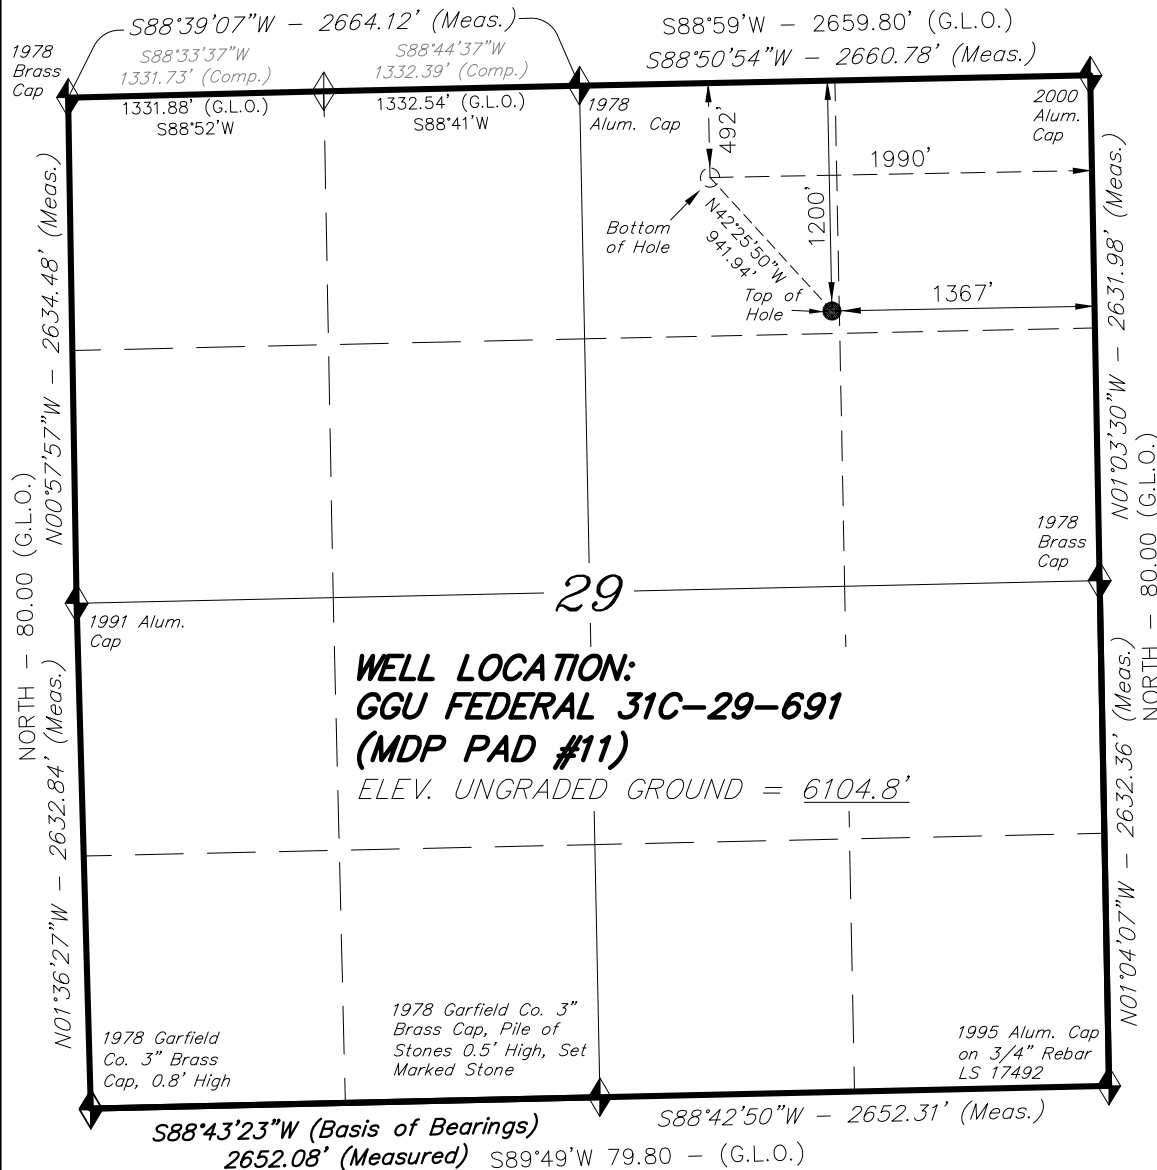 S88°39'07"W - 2664.12' (Meas.)
S88°59'W - 2659.80' (G.L.O.)
S88°50'54"W - 2660.78' (Meas.)
1978
Brass
Cap
S88°33'37"W
1331.73' (Comp.)
S88°44'37"W
1332.39' (Comp.)
1331.88' (G.L.O.)
S88°52'W
1332.54' (G.L.O.)
S88°41'W
1978
Alum. Cap
2000
Alum.
Cap
492'
1990'
1200'
Bottom
of Hole
N42°25'50"W
941.94'
Top of
Hole
1367'
N00°57'57"W - 2634.48' (Meas.)
N01°03'30"W - 2631.98' (Meas.)
NORTH - 80.00 (G.L.O.)
NORTH - 80.00 (G.L.O.)
1978
Brass
Cap
29
1991 Alum.
Cap
WELL LOCATION:
GGU FEDERAL 31C-29-691
(MDP PAD #11)
ELEV. UNGRADED GROUND = 6104.8'
N01°36'27"W - 2632.84' (Meas.)
N01°04'07"W - 2632.36' (Meas.)
1978 Garfield
Co. 3" Brass
Cap, 0.8' High
1978 Garfield Co. 3"
Brass Cap, Pile of
Stones 0.5' High, Set
Marked Stone
1995 Alum. Cap
on 3/4" Rebar
LS 17492
S88°43'23"W (Basis of Bearings)
2652.08' (Measured)
S88°42'50"W - 2652.31' (Meas.)
S89°49'W 79.80 - (G.L.O.)